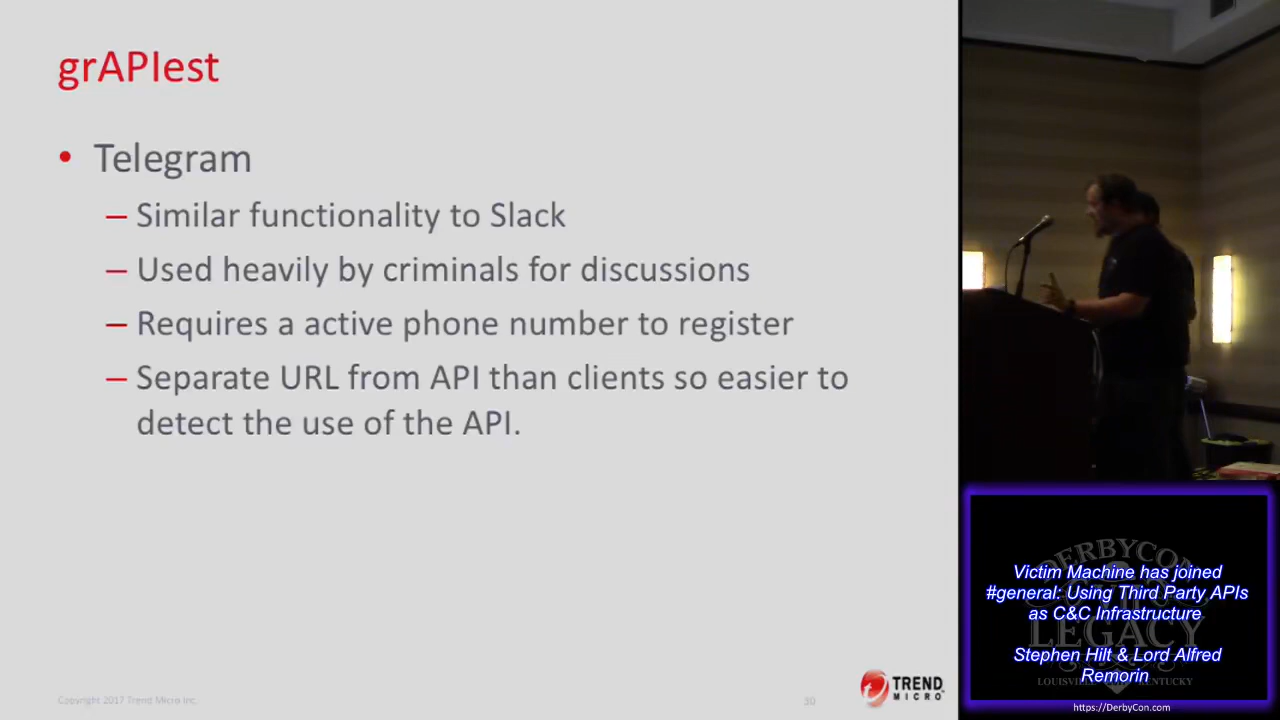 grAPIest
• Telegram
– Similar functionality to Slack
– Used heavily by criminals for discussions
– Requires a active phone number to register
– Separate URL from API than clients so easier to
detect the use of the API.
Copyright 2017 Trend Micro Inc.
30
TREND
MICRO
DERBYCON
LEGACY
LOUISVILLE KENTUCKY
Victim Machine has joined
#general: Using Third Party APIs
as C&C Infrastructure
Stephen Hilt & Lord Alfred
Remorin
https://DerbyCon.com